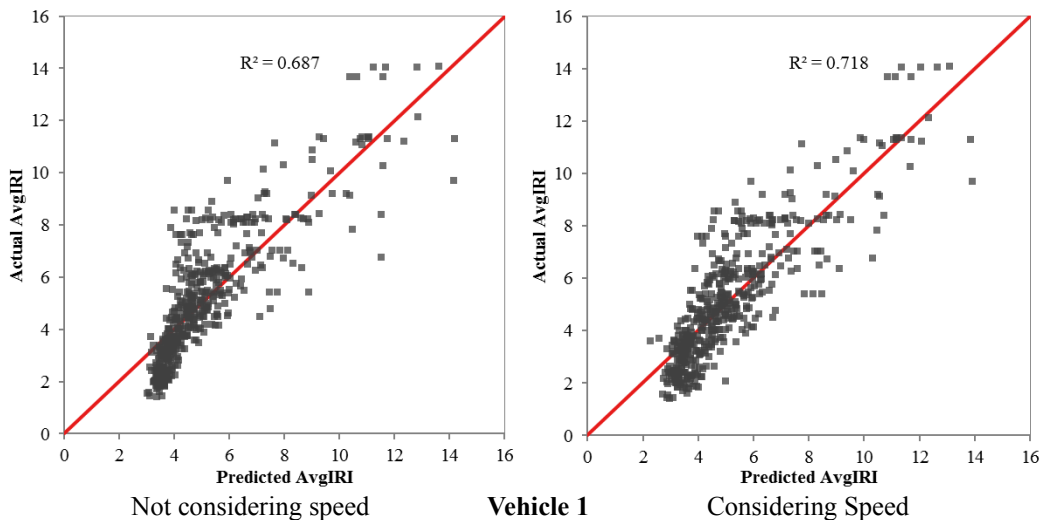 16
14
12
10
8
6
4
2
0
Actual AvgIRI
R² = 0.687
0 2 4 6 8 10 12 14 16
Predicted AvgIRI
Not considering speed
16
14
12
10
8
6
4
2
0
Actual AvgIRI
R² = 0.718
0 2 4 6 8 10 12 14 16
Predicted AvgIRI
Vehicle 1
Considering Speed